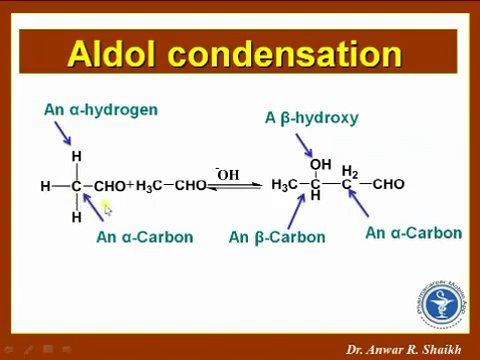 Aldol condensation
An α-hydrogen
A β-hydroxy
H
H—C—CHO+H₃C—CHO
H
-OH
OH
H₃C—C—C—CHO
H₂
H
An α-Carbon
An β-Carbon
An α-Carbon
Dr. Anwar R. Shaikh